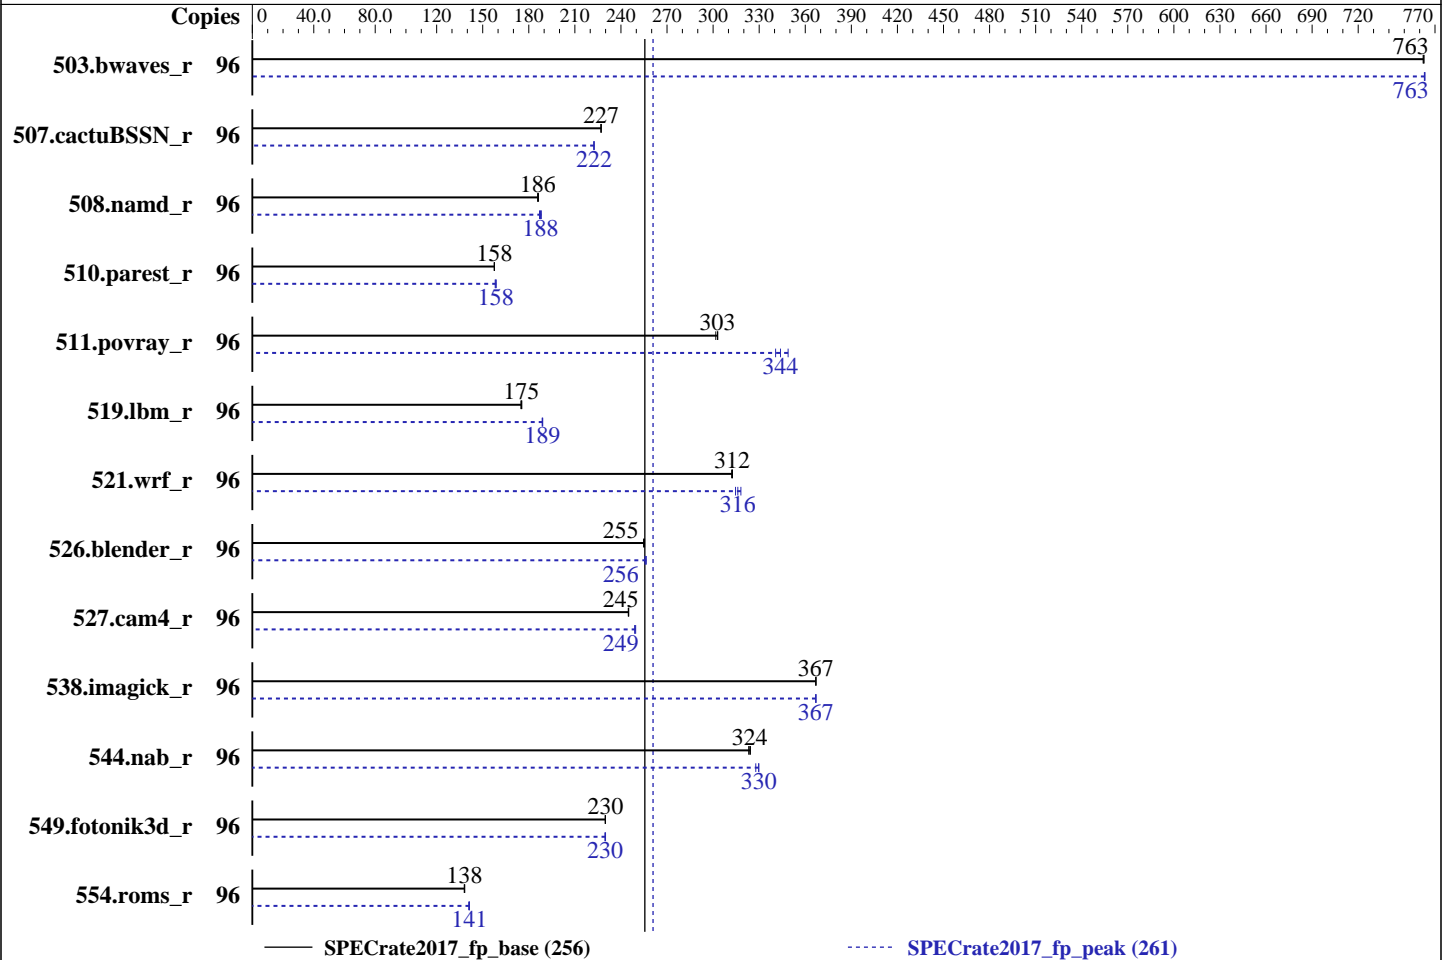 Copies 0 40.0 80.0 120 150 180 210 240 270 300 330 360 390 420 450 480 510 540 570 600 630 660 690 720 770
763
503.bwaves_r 96
763
227
507.cactuBSSN_r 96
222
186
508.namd_r 96
188
158
510.parest_r 96
158
303
511.povray_r 96
344
175
519.lbm_r 96
189
312
521.wrf_r 96
316
255
526.blender_r 96
256
245
527.cam4_r 96
249
367
538.imagick_r 96
367
324
544.nab_r 96
330
230
549.fotonik3d_r 96
230
138
554.roms_r 96
141
SPECrate2017_fp_base (256) SPECrate2017_fp_peak (261)